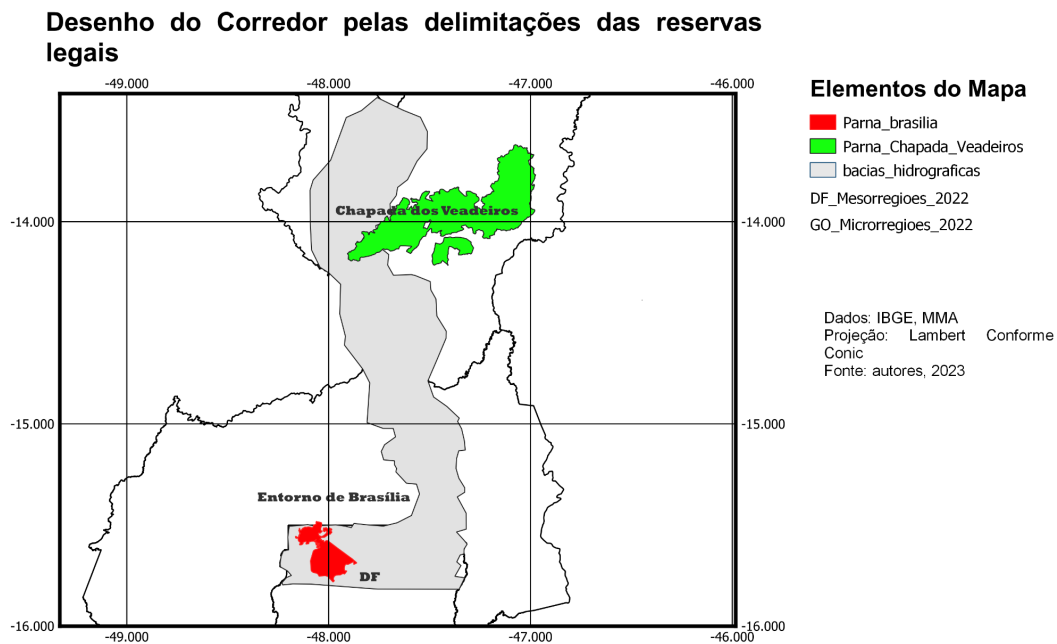 Desenho do Corredor pelas delimitações das reservas
legais
-49.000 -48.000 -47.000 -46.000
Elementos do Mapa
Parna_brasilia
Parna_Chapada_Veadeiros
bacias_hidrograficas
DF_Mesorregioes_2022
GO_Microrregioes_2022
Chapada dos Veadeiros
-14.000 -14.000
Dados: IBGE, MMA
Projeção: Lambert Conforme
Conic
Fonte: autores, 2023
-15.000 -15.000
Entorno de Brasília
DF
-16.000 -16.000
-49.000 -48.000 -47.000 -46.000